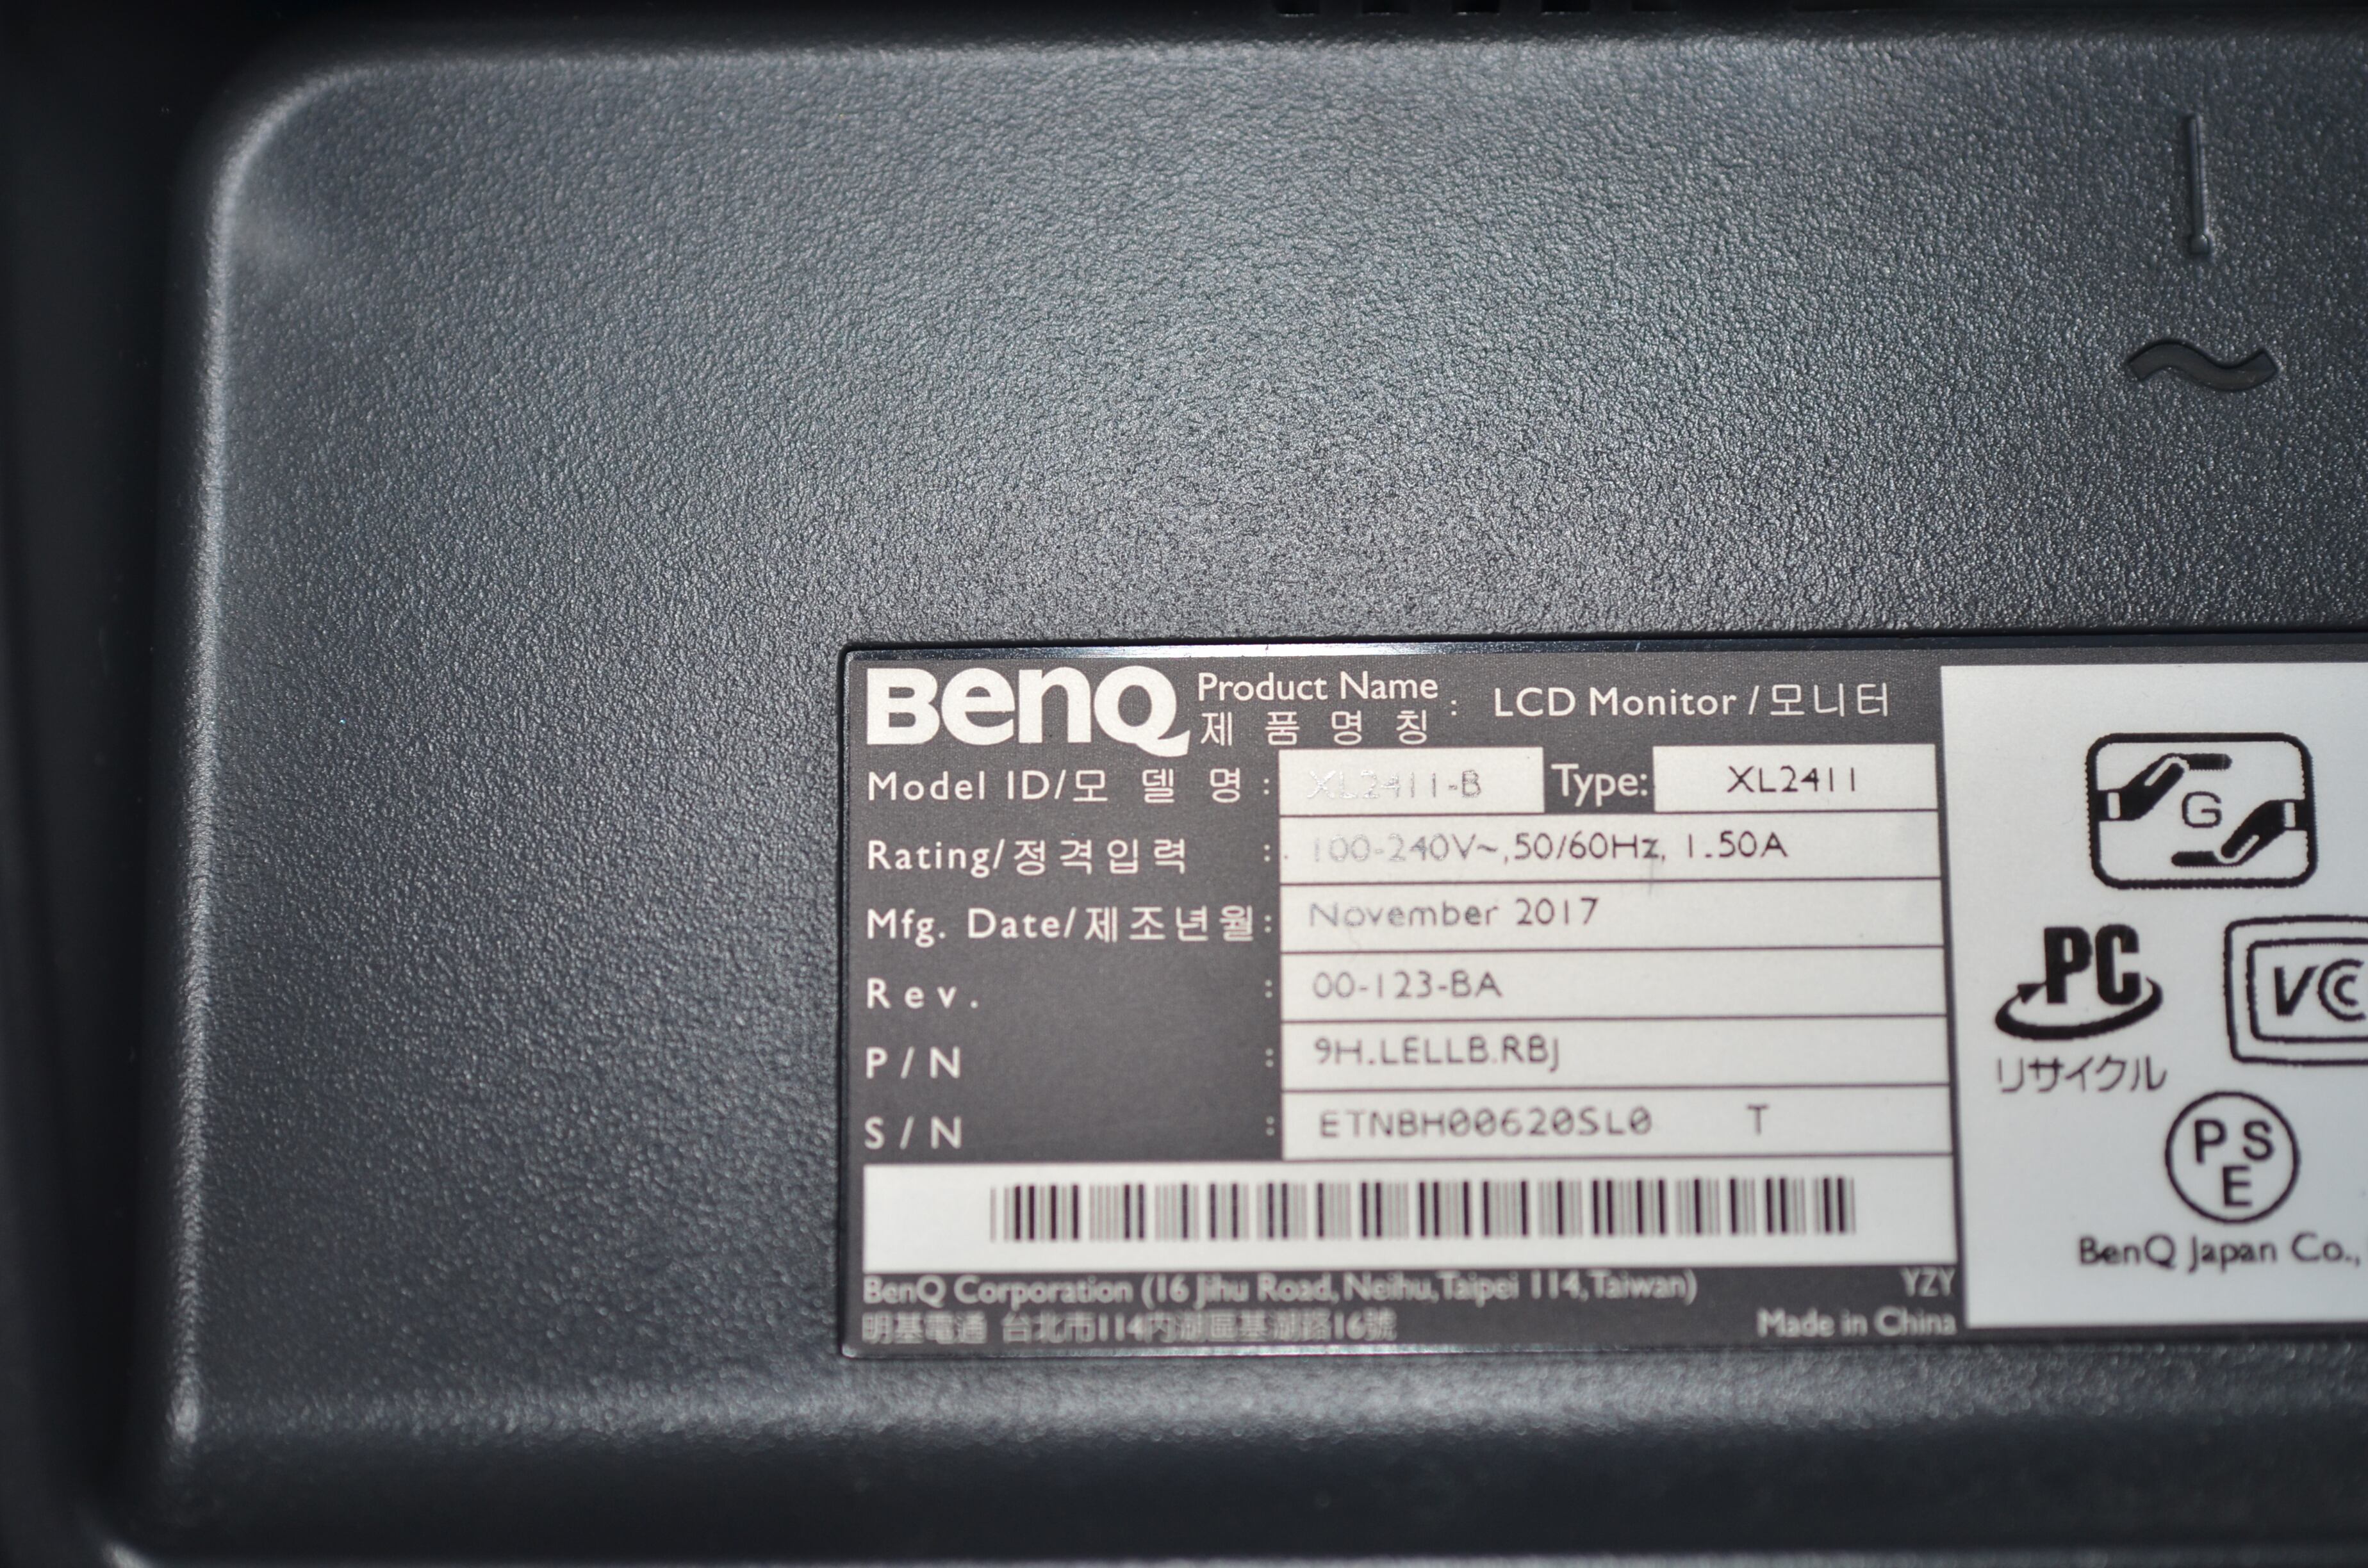 BenQ Product Name : LCD Monitor / 모니터
제 품 명 칭
Model ID/모 델 명 : XL2411-B Type: XL2411
Rating/정격입력 : 100-240V~,50/60Hz, 1.50A
Mfg. Date/제조년월 : November 2017
Rev. : 00-123-BA
P/N : 9H.LELLB.RBJ
S/N : ETNBH00620SL0 T
BenQ Corporation (16 Jihu Road, Neihu, Taipei 114, Taiwan) YZY
明基電通 台北市114內湖區基湖路16號 Made in China
G
PC
リサイクル
VC
PSE
BenQ Japan Co.,